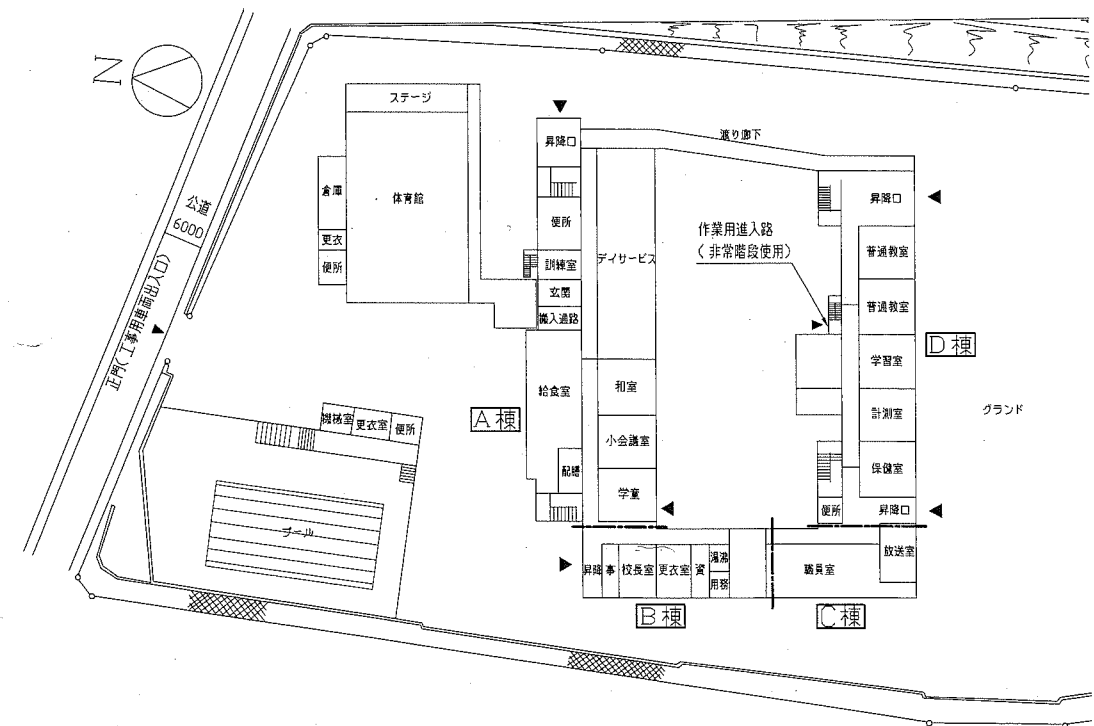 N
公道
6000
正門(工事用車両出入口)
ステージ
体育館
倉庫
更衣
便所
昇降口
便所
訓練室
玄関
搬入通路
給食室
配膳
デイサービス
和室
小会議室
学童
A棟
渡り廊下
作業用進入路
(非常階段使用)
昇降口
普通教室
普通教室
学習室
計測室
保健室
便所
昇降口
D棟
グランド
機械室
更衣室
便所
プール
昇降
事
校長室
更衣室
資
湯沸
用務
職員室
放送室
B棟
C棟